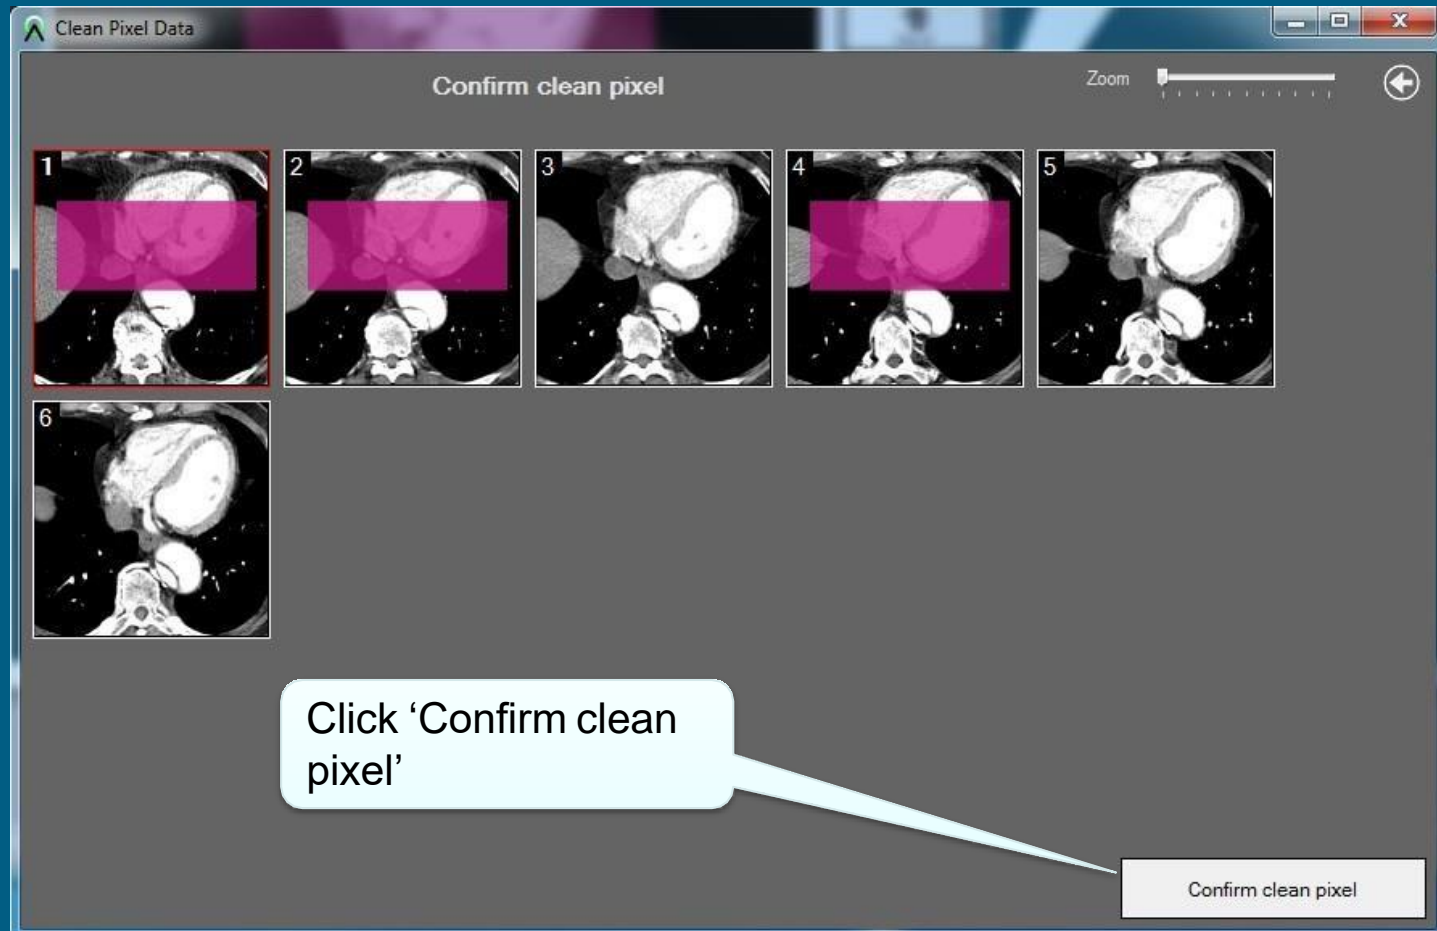 Clean Pixel Data
Confirm clean pixel
Zoom
1
2
3
4
5
6
Click ‘Confirm clean
pixel’
Confirm clean pixel